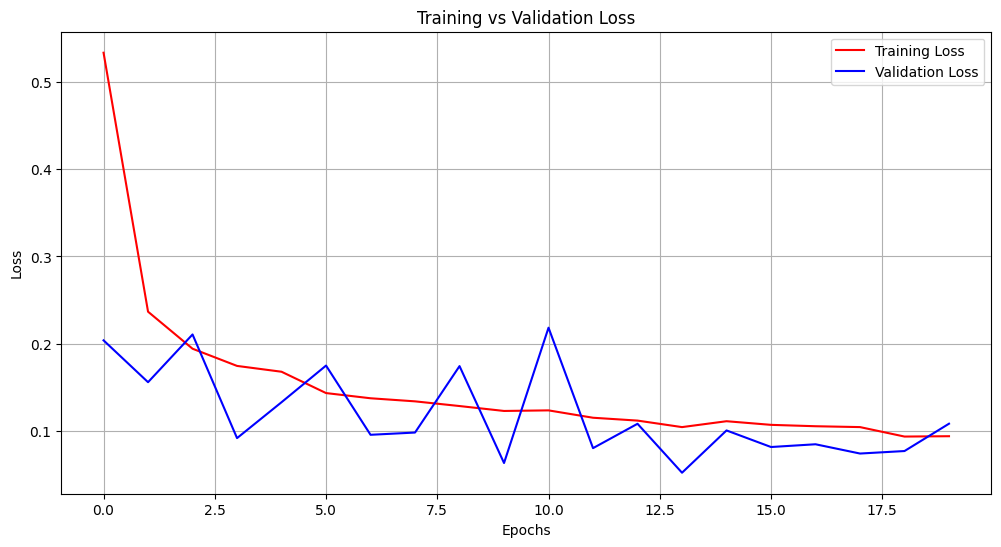 Training vs Validation Loss
Training Loss
Validation Loss
Loss
0.5
0.4
0.3
0.2
0.1
0.0 2.5 5.0 7.5 10.0 12.5 15.0 17.5
Epochs